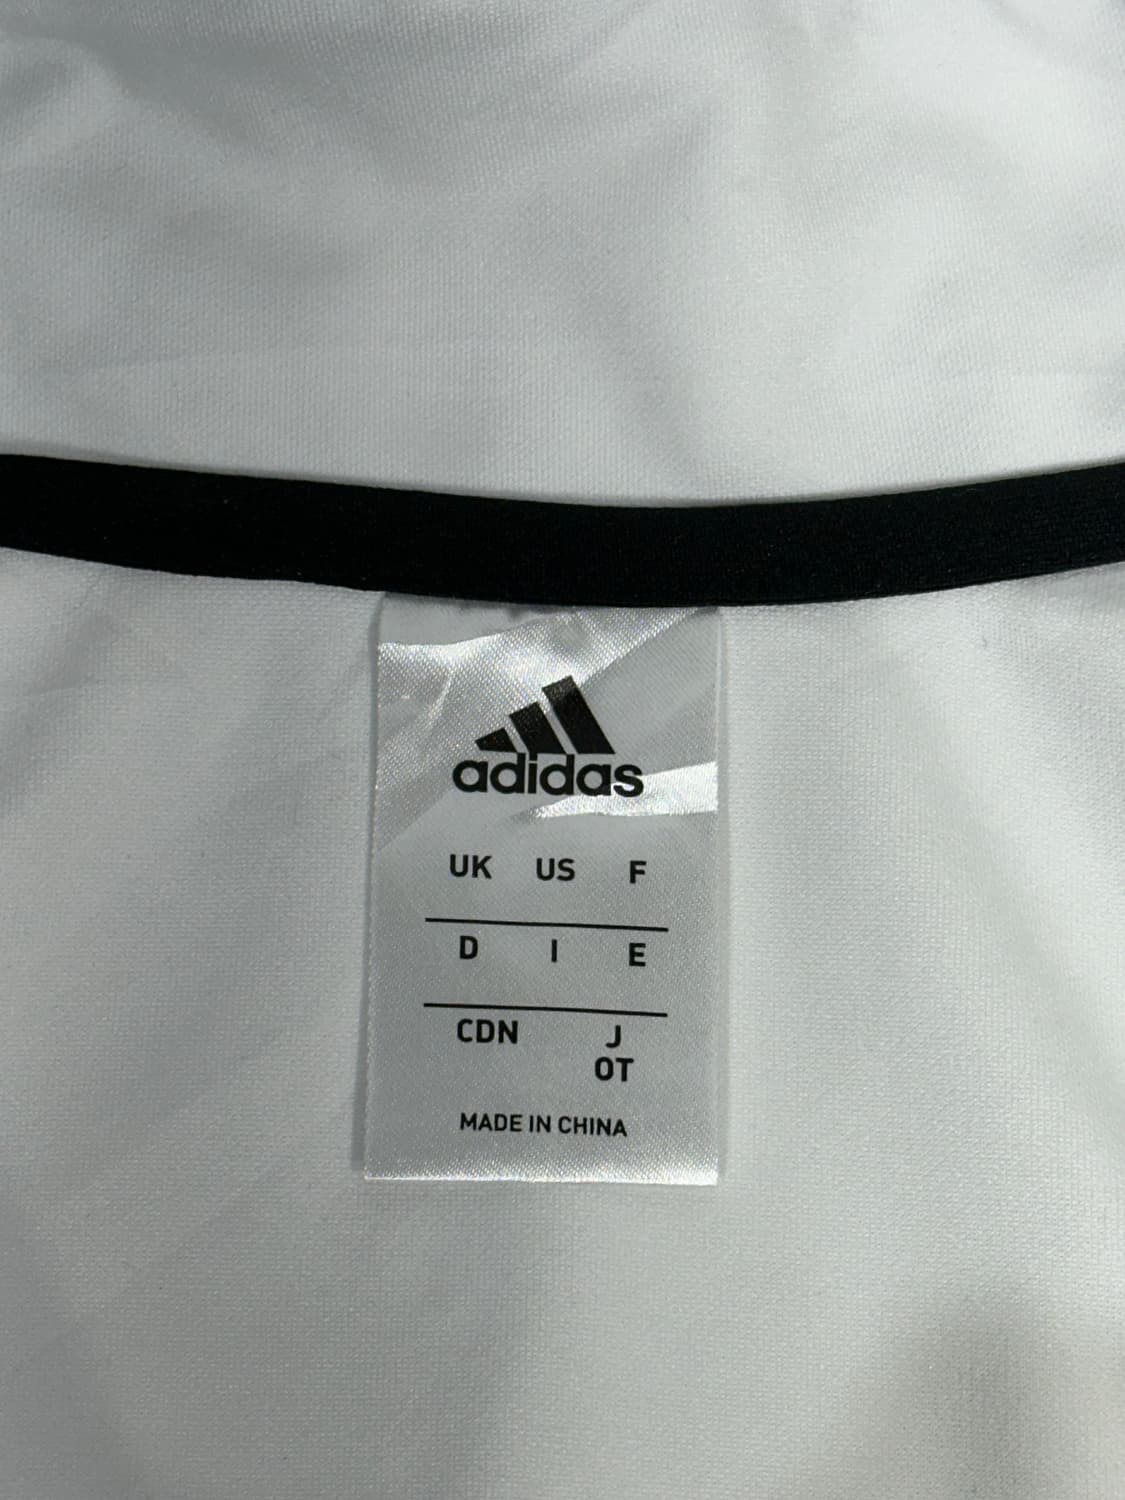 adidas
UK US F
D I E
CDN J
OT
MADE IN CHINA